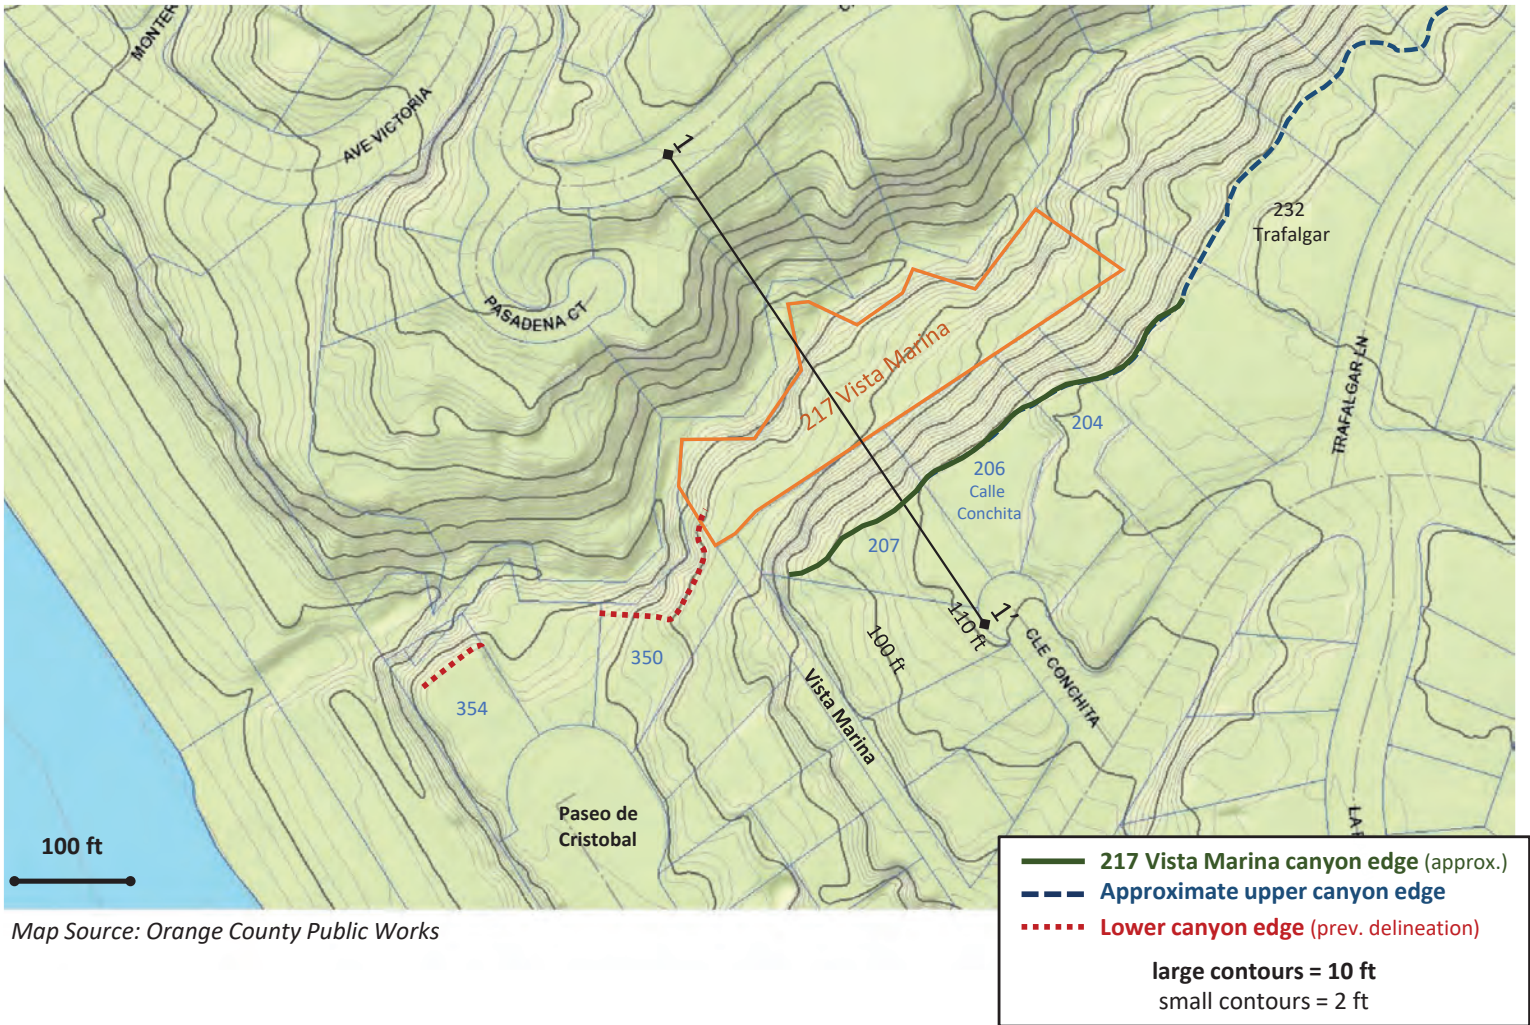 MONTER
AVE VICTORIA
C
1
PASADENA CT
217 Vista Marina
232
Trafalgar
TRAFALGAR LN
204
206
Calle
Conchita
207
1’
110 ft
100 ft
CLE CONCHITA
350
354
Vista Marina
Paseo de
Cristobal
LA
100 ft
Map Source: Orange County Public Works
217 Vista Marina canyon edge (approx.)
Approximate upper canyon edge
Lower canyon edge (prev. delineation)
large contours = 10 ft
small contours = 2 ft